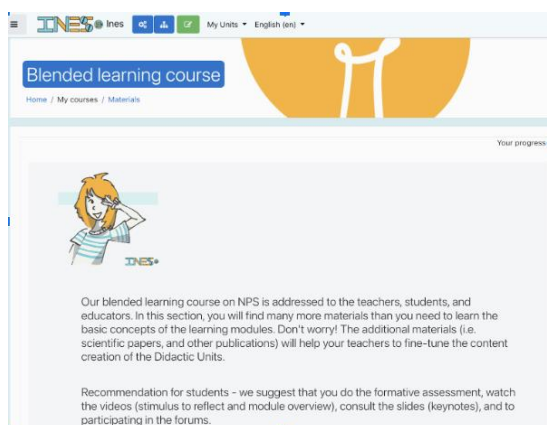 INES Ines My Units English (en)
Blended learning course
Home / My courses / Materials
Your progress
INES
Our blended learning course on NPS is addressed to the teachers, students, and
educators. In this section, you will find many more materials than you need to learn the
basic concepts of the learning modules. Don't worry! The additional materials (i.e.
scientific papers, and other publications) will help your teachers to fine-tune the content
creation of the Didactic Units.
Recommendation for students - we suggest that you do the formative assessment, watch
the videos (stimulus to reflect and module overview), consult the slides (keynotes), and to
participating in the forums.